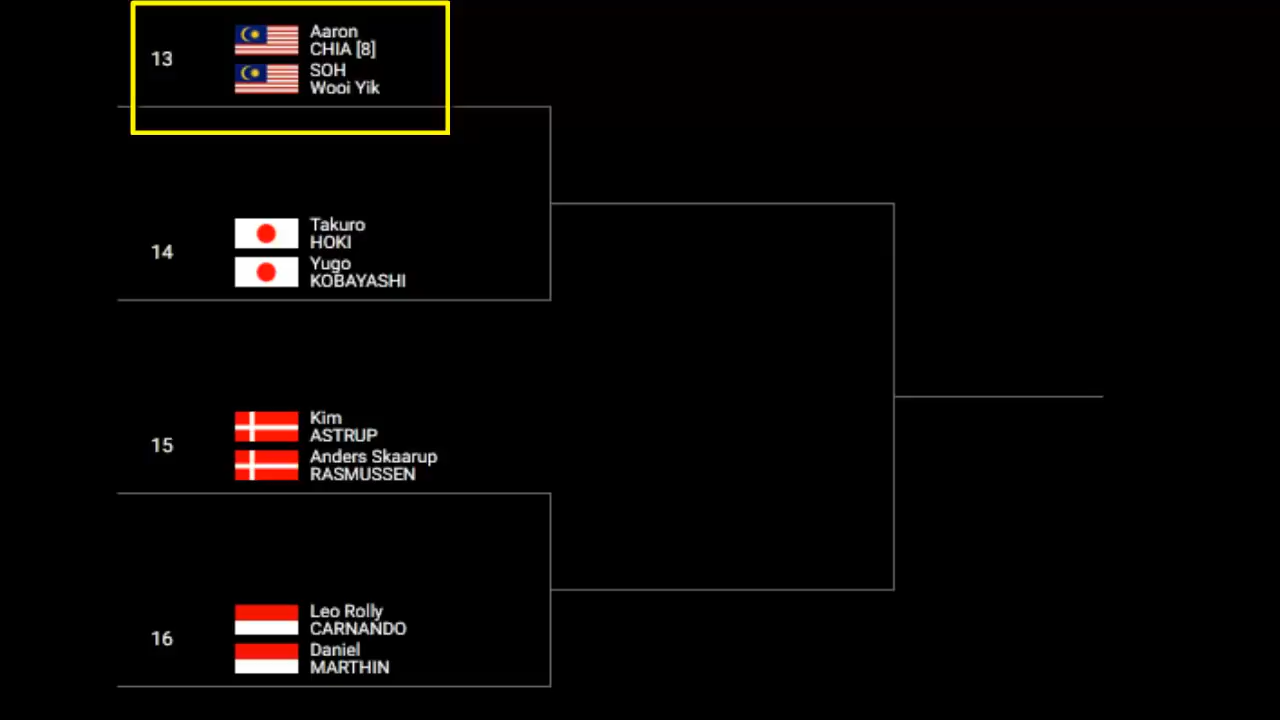 13
Aaron
CHIA [8]
SOH
Wooi Yik
14
Takuro
HOKI
Yugo
KOBAYASHI
15
Kim
ASTRUP
Anders Skaarup
RASMUSSEN
16
Leo Rolly
CARNANDO
Daniel
MARTHIN